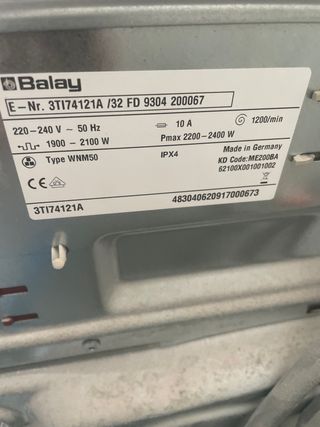 Balay
E-Nr. 3TI74121A /32 FD 9304 200067
220-240 V ~ 50 Hz 10 A 1200/min
1900 - 2100 W Pmax 2200-2400 W
Type WNM50 IPX4 Made in Germany
KD Code:ME200BA
62100X001001002
CE
3TI74121A 483040620917000673